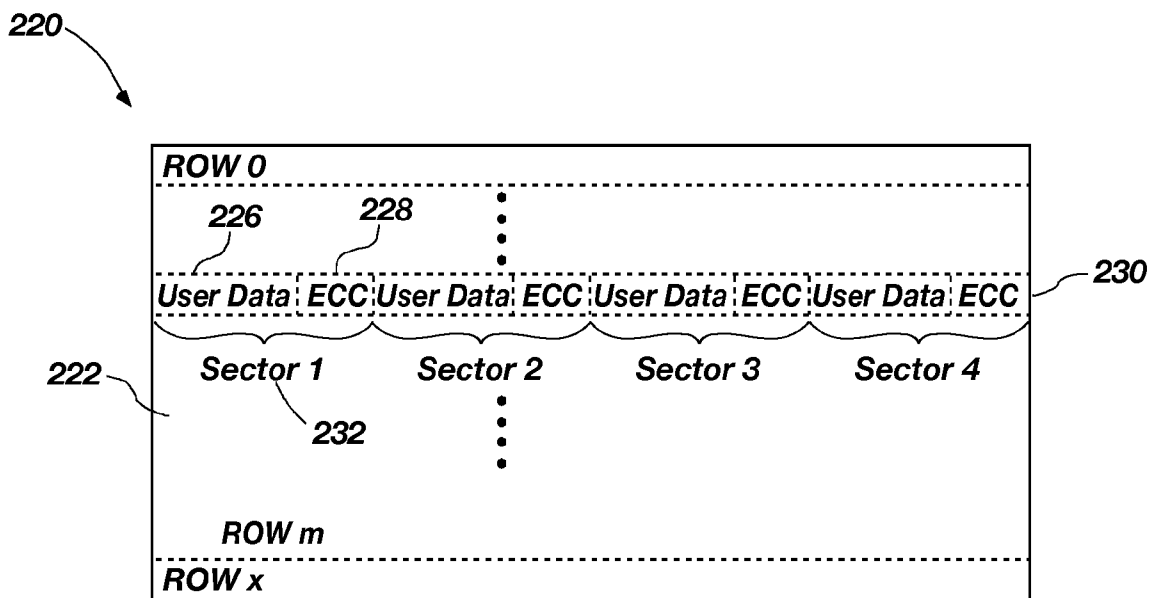 220
ROW 0
226
228
230
User Data ECC User Data ECC User Data ECC User Data ECC
Sector 1 Sector 2 Sector 3 Sector 4
222
232
ROW m
ROW x